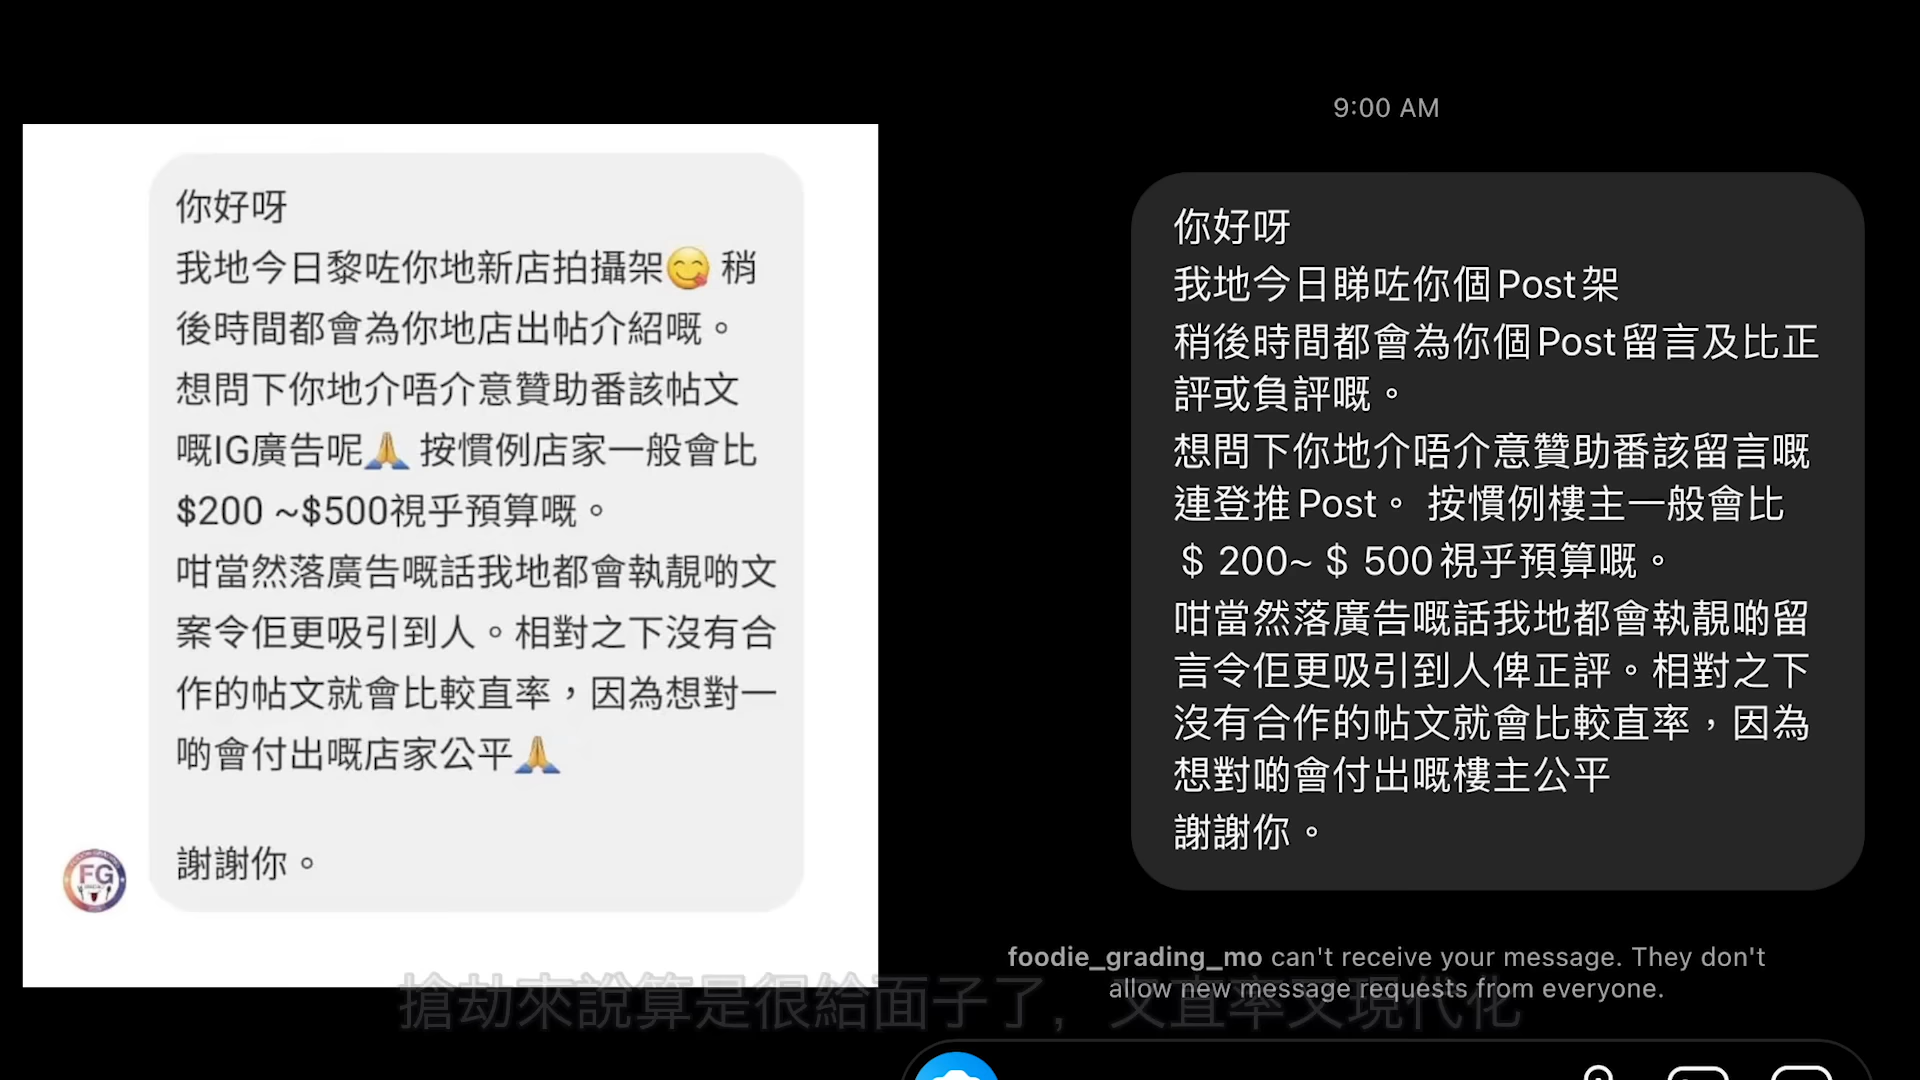 你好呀
我地今日黎咗你地新店拍攝架😋 稍
後時間都會為你地店出帖介紹嘅。
想問下你地介唔介意贊助番該帖文
嘅IG廣告呢🙏 按慣例店家一般會比
$200 ~$500視乎預算嘅。
咁當然落廣告嘅話我地都會執靚啲文
案令佢更吸引到人。相對之下沒有合
作的帖文就會比較直率，因為想對一
啲會付出嘅店家公平🙏
謝謝你。
FG
9:00 AM
你好呀
我地今日睇咗你個Post架
稍後時間都會為你個Post留言及比正
評或負評嘅。
想問下你地介唔介意贊助番該留言嘅
連登推Post。 按慣例樓主一般會比
＄200~＄500視乎預算嘅。
咁當然落廣告嘅話我地都會執靚啲留
言令佢更吸引到人俾正評。相對之下
沒有合作的帖文就會比較直率，因為
想對啲會付出嘅樓主公平
謝謝你。
foodie_grading_mo can't receive your message. They don't
allow new message requests from everyone.
搶劫來說算是很給面子了，又直率又現代化